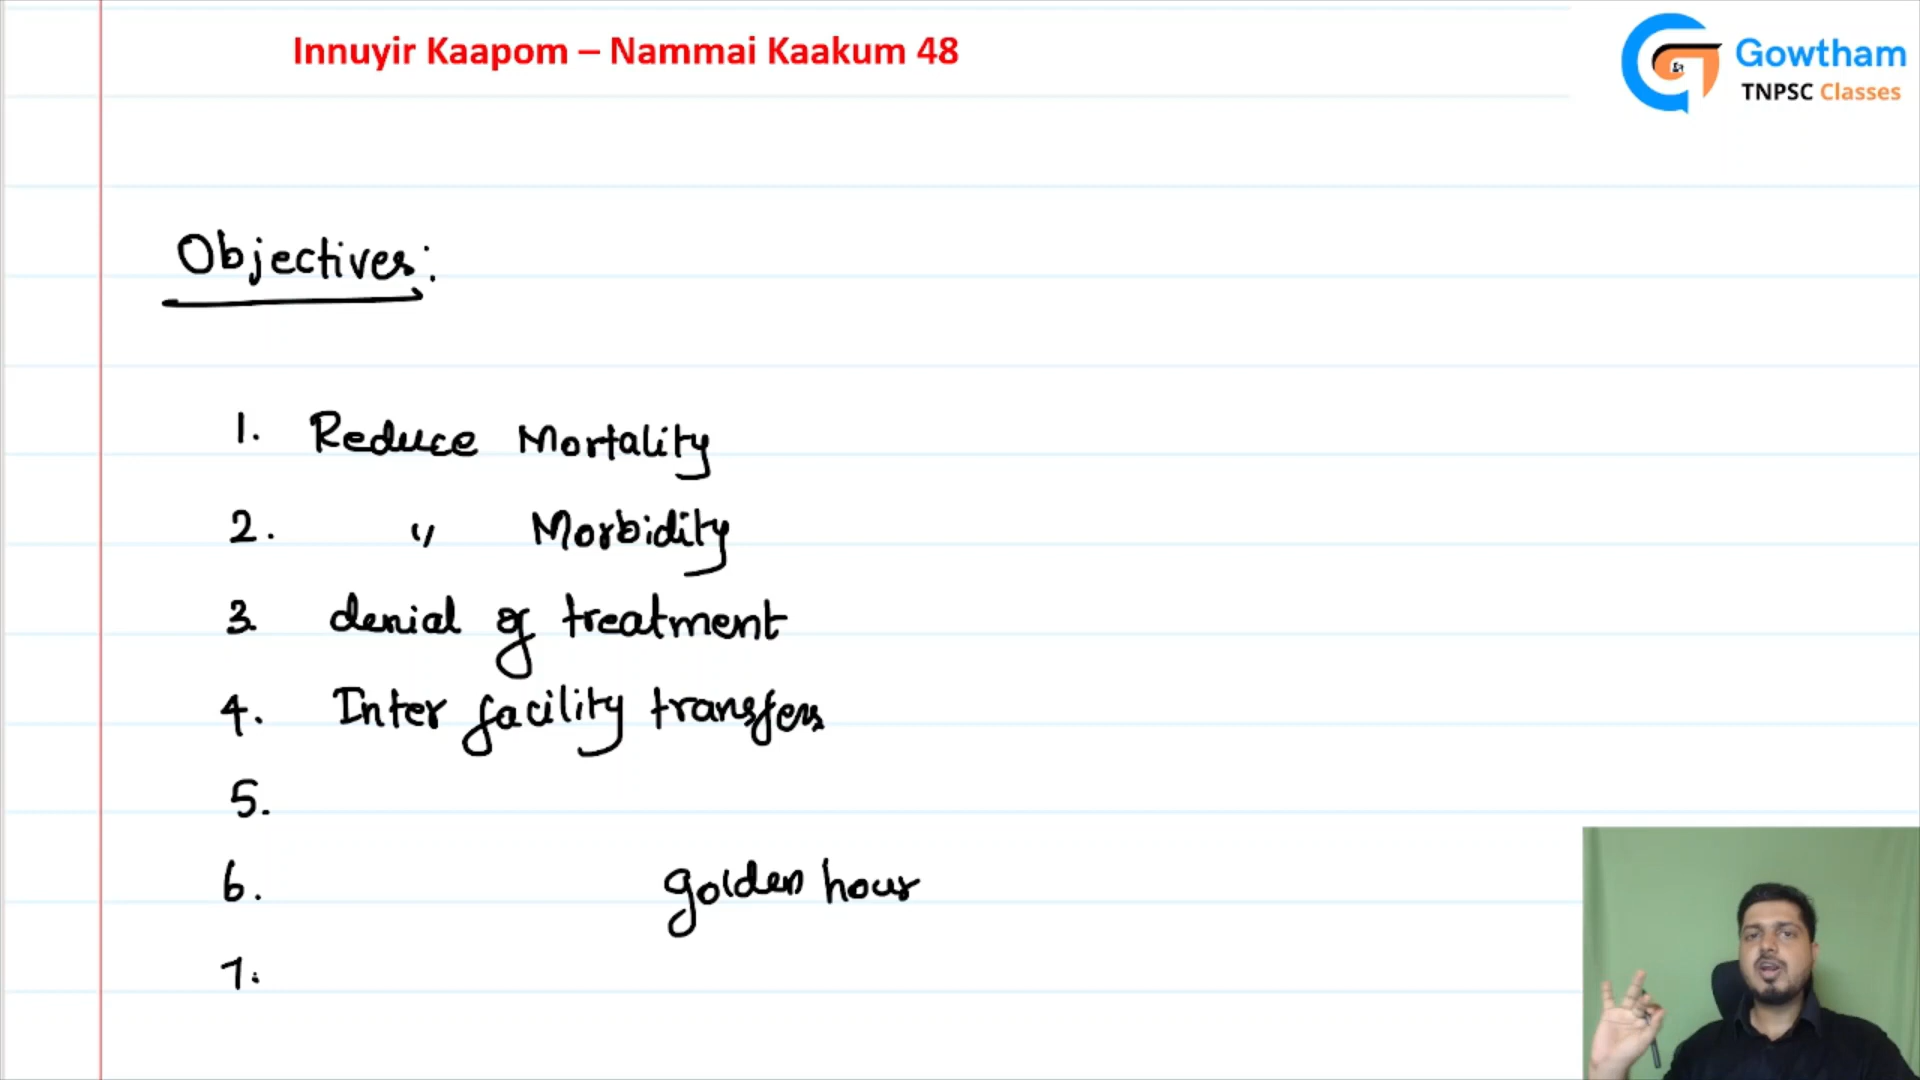 Innuyir Kaapom – Nammai Kaakum 48
Gowtham
TNPSC Classes
Objectives:
1. Reduce Mortality
2. " Morbidity
3. denial of treatment
4. Inter facility transfers
5.
6. golden hour
7.